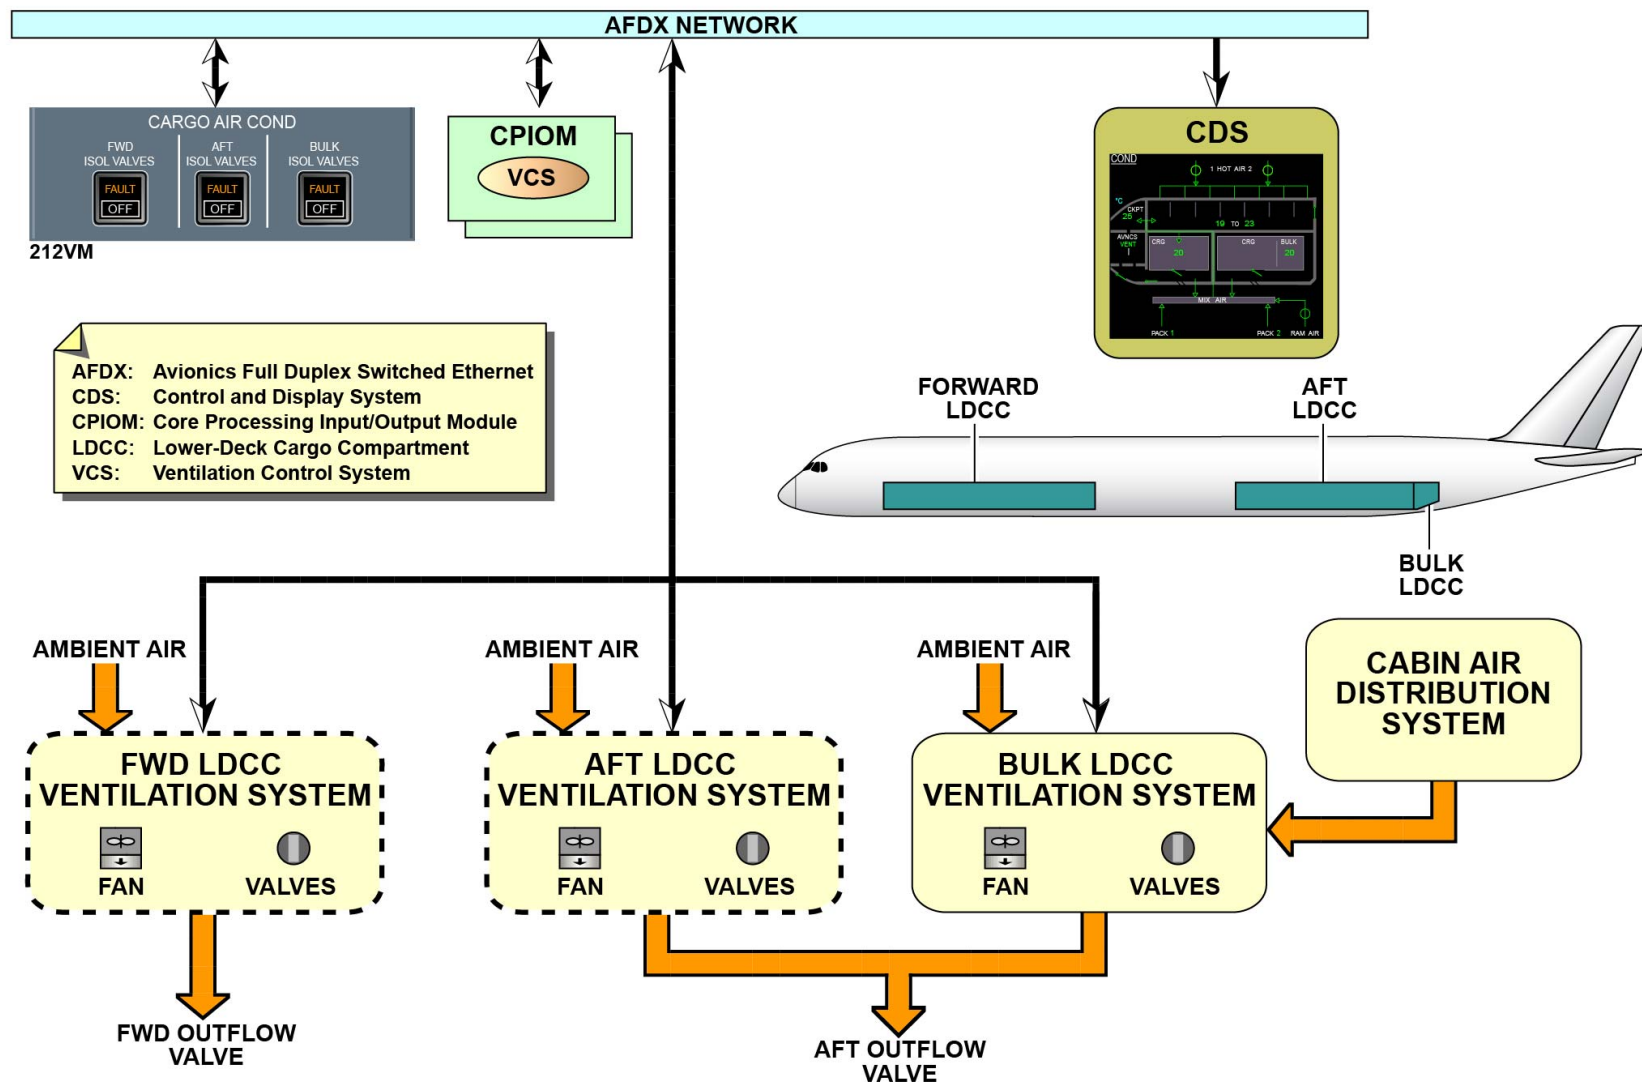 AFDX NETWORK
CARGO AIR COND
FWD
ISOL VALVES
AFT
ISOL VALVES
BULK
ISOL VALVES
FAULT
OFF
FAULT
OFF
FAULT
OFF
212VM
CPIOM
VCS
CDS
COND
1 HOT AIR 2
°C
CKPT
25
19 TO 23
AVNCS
VENT
CRG
20
CRG
BULK
20
MIX AIR
PACK 1
PACK 2
RAM AIR
AFDX: Avionics Full Duplex Switched Ethernet
CDS: Control and Display System
CPIOM: Core Processing Input/Output Module
LDCC: Lower-Deck Cargo Compartment
VCS: Ventilation Control System
FORWARD
LDCC
AFT
LDCC
BULK
LDCC
AMBIENT AIR
AMBIENT AIR
AMBIENT AIR
CABIN AIR
DISTRIBUTION
SYSTEM
FWD LDCC
VENTILATION SYSTEM
FAN
VALVES
AFT LDCC
VENTILATION SYSTEM
FAN
VALVES
BULK LDCC
VENTILATION SYSTEM
FAN
VALVES
FWD OUTFLOW
VALVE
AFT OUTFLOW
VALVE